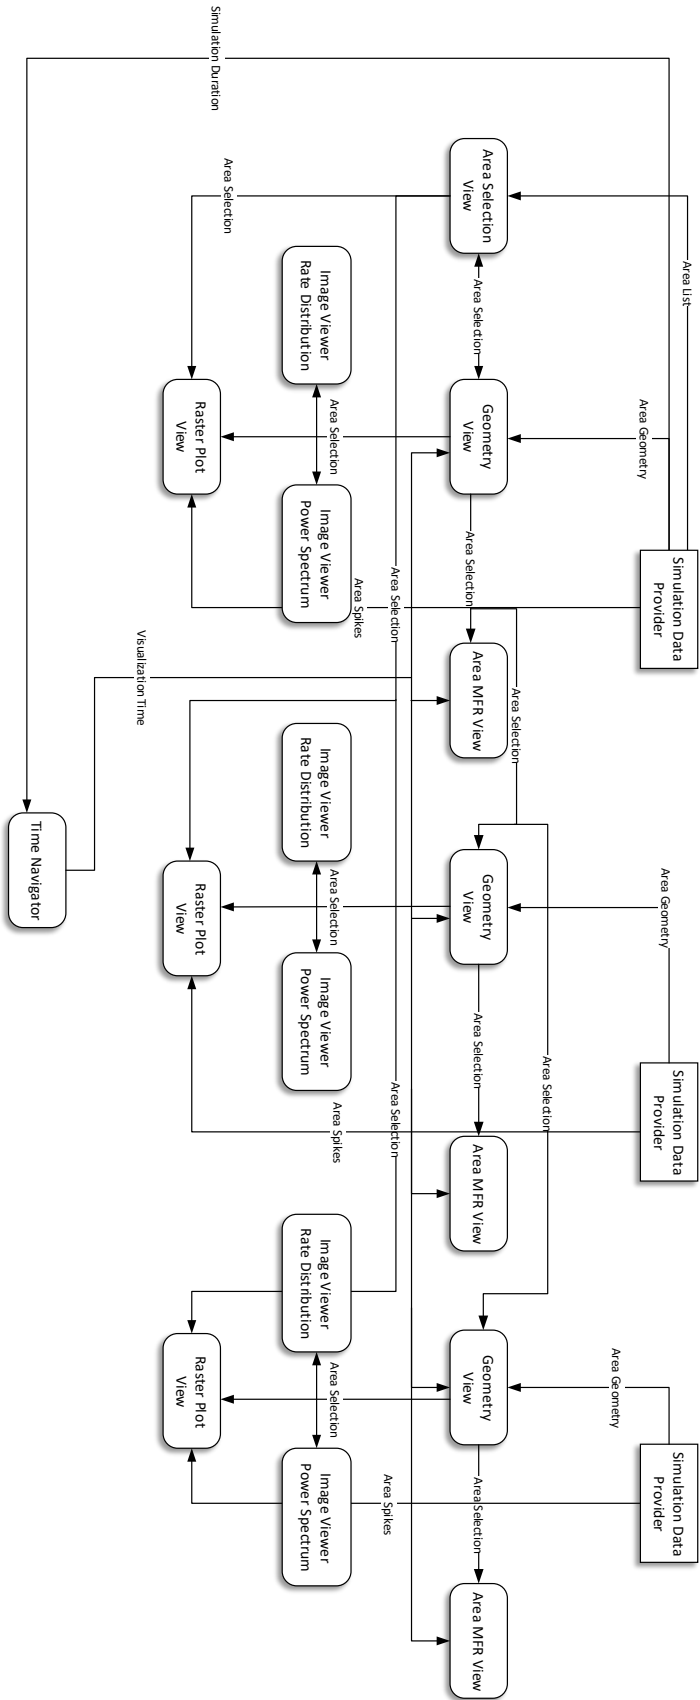 Simulation Data
Provider
Simulation Data
Provider
Simulation Data
Provider
Area List
Area Geometry
Area Geometry
Area Geometry
Area Selection
Area Selection
Area Selection
View
Area Selection
Geometry
View
Area Selection
Area MFR View
Geometry
View
Area Selection
Area MFR View
Geometry
View
Area Selection
Area MFR View
Area Selection
Area Selection
Area Spikes
Area Spikes
Area Spikes
Image Viewer
Rate Distribution
Area Selection
Image Viewer
Power Spectrum
Image Viewer
Rate Distribution
Area Selection
Image Viewer
Power Spectrum
Image Viewer
Rate Distribution
Area Selection
Image Viewer
Power Spectrum
Area Selection
Raster Plot
View
Raster Plot
View
Raster Plot
View
Simulation Duration
Visualization Time
Time Navigator